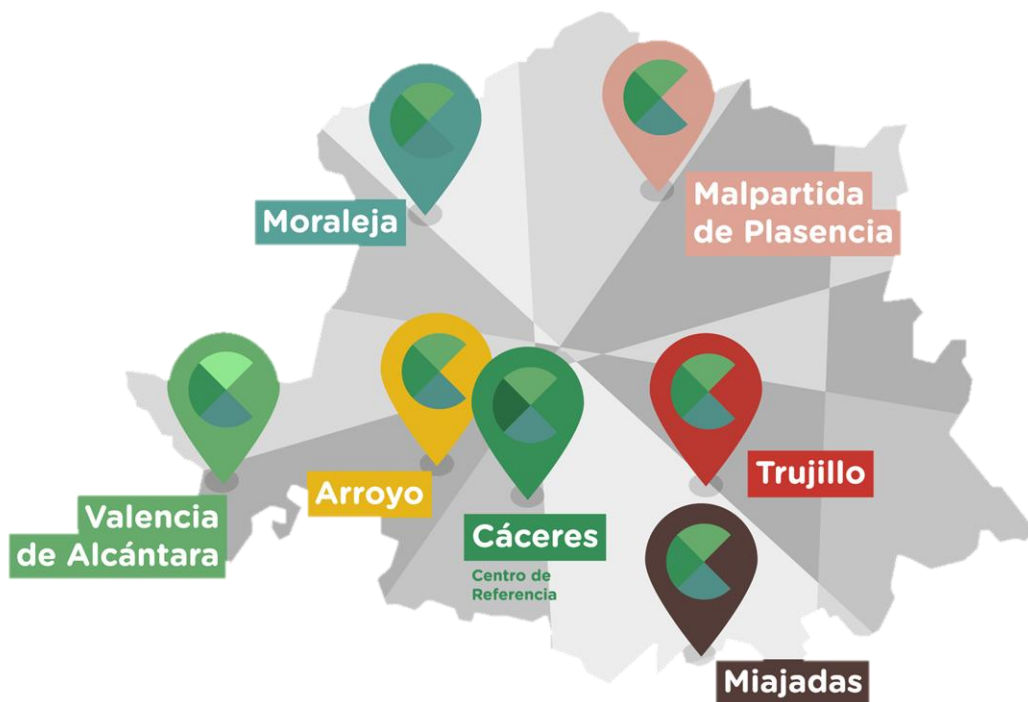 Moraleja
Malpartida
de Plasencia
Valencia
de Alcántara
Arroyo
Cáceres
Centro de
Referencia
Trujillo
Miajadas